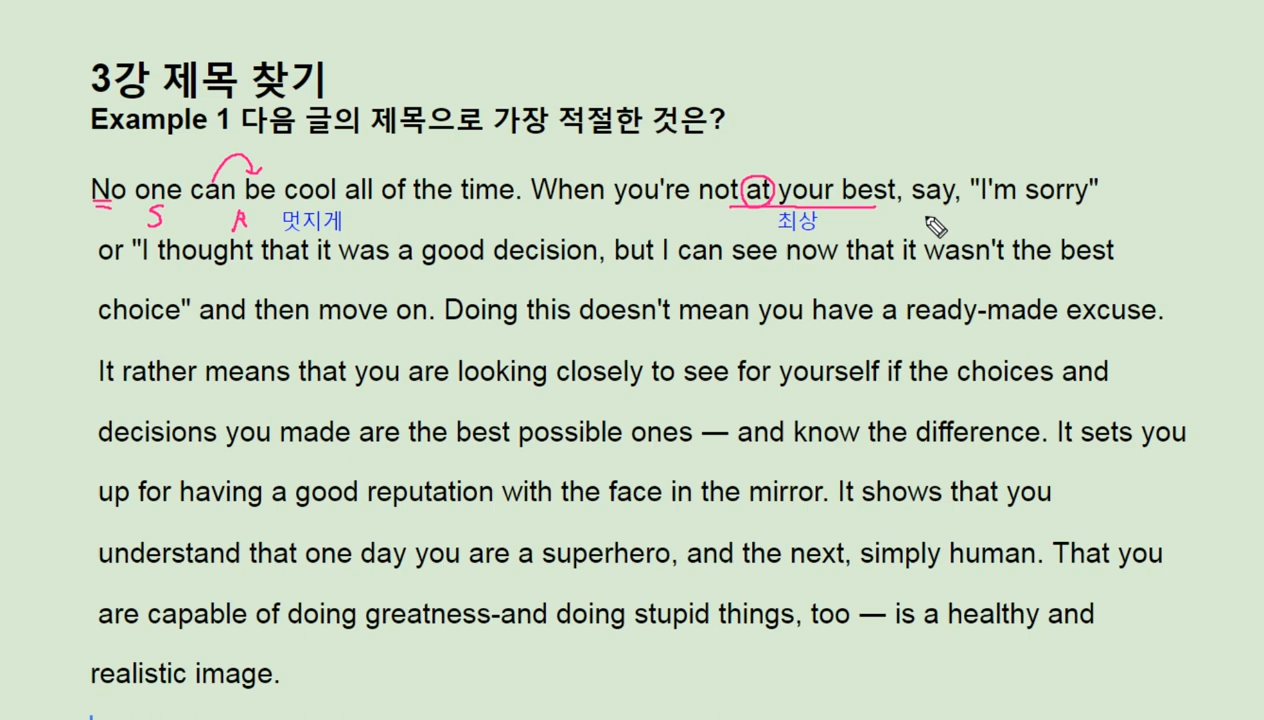 3강 제목 찾기
Example 1 다음 글의 제목으로 가장 적절한 것은?
No one can be cool all of the time. When you're not at your best, say, "I'm sorry"
S 멋지게 최상
or "I thought that it was a good decision, but I can see now that it wasn't the best
choice" and then move on. Doing this doesn't mean you have a ready-made excuse.
It rather means that you are looking closely to see for yourself if the choices and
decisions you made are the best possible ones — and know the difference. It sets you
up for having a good reputation with the face in the mirror. It shows that you
understand that one day you are a superhero, and the next, simply human. That you
are capable of doing greatness-and doing stupid things, too — is a healthy and
realistic image.